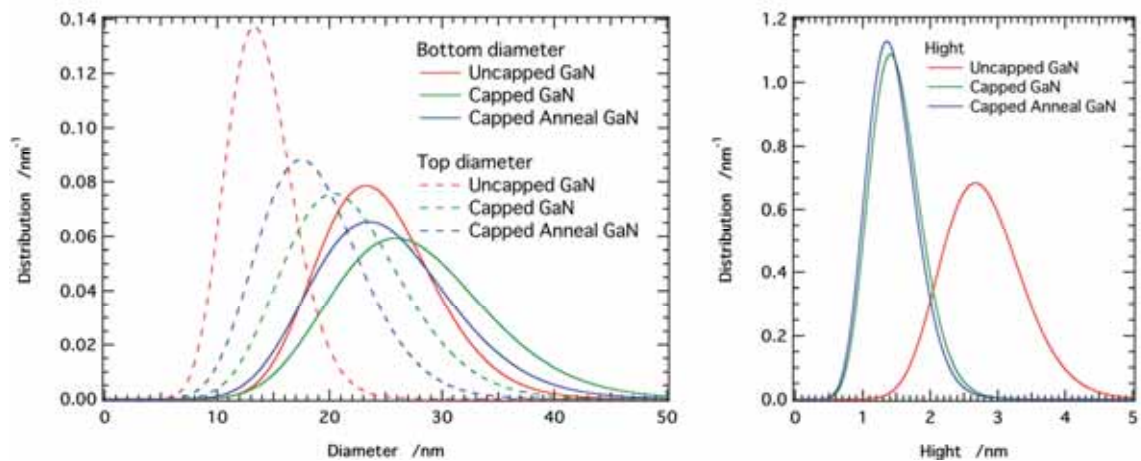 0.14
0.12
0.10
0.08
0.06
0.04
0.02
0.00
Distribution /nm⁻¹
0 10 20 30 40 50
Diameter /nm
Bottom diameter
Uncapped GaN
Capped GaN
Capped Anneal GaN
Top diameter
Uncapped GaN
Capped GaN
Capped Anneal GaN
1.2
1.0
0.8
0.6
0.4
0.2
0.0
Distribution /nm⁻¹
0 1 2 3 4 5
Hight /nm
Hight
Uncapped GaN
Capped GaN
Capped Anneal GaN